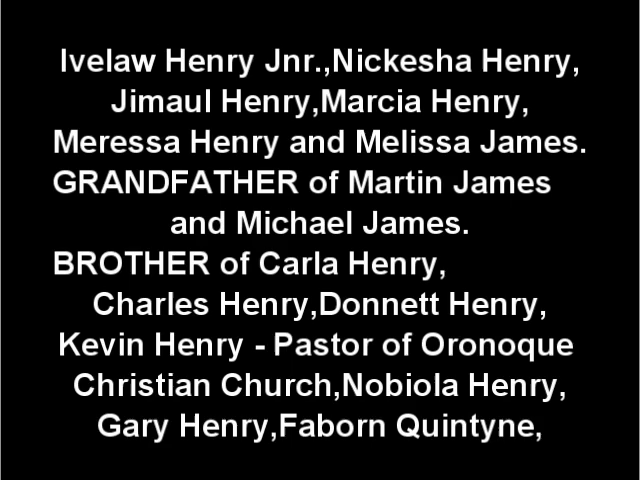 Ivelaw Henry Jnr.,Nickesha Henry,
Jimaul Henry,Marcia Henry,
Meressa Henry and Melissa James.
GRANDFATHER of Martin James
and Michael James.
BROTHER of Carla Henry,
Charles Henry,Donnett Henry,
Kevin Henry - Pastor of Oronoque
Christian Church,Nobiola Henry,
Gary Henry,Faborn Quintyne,